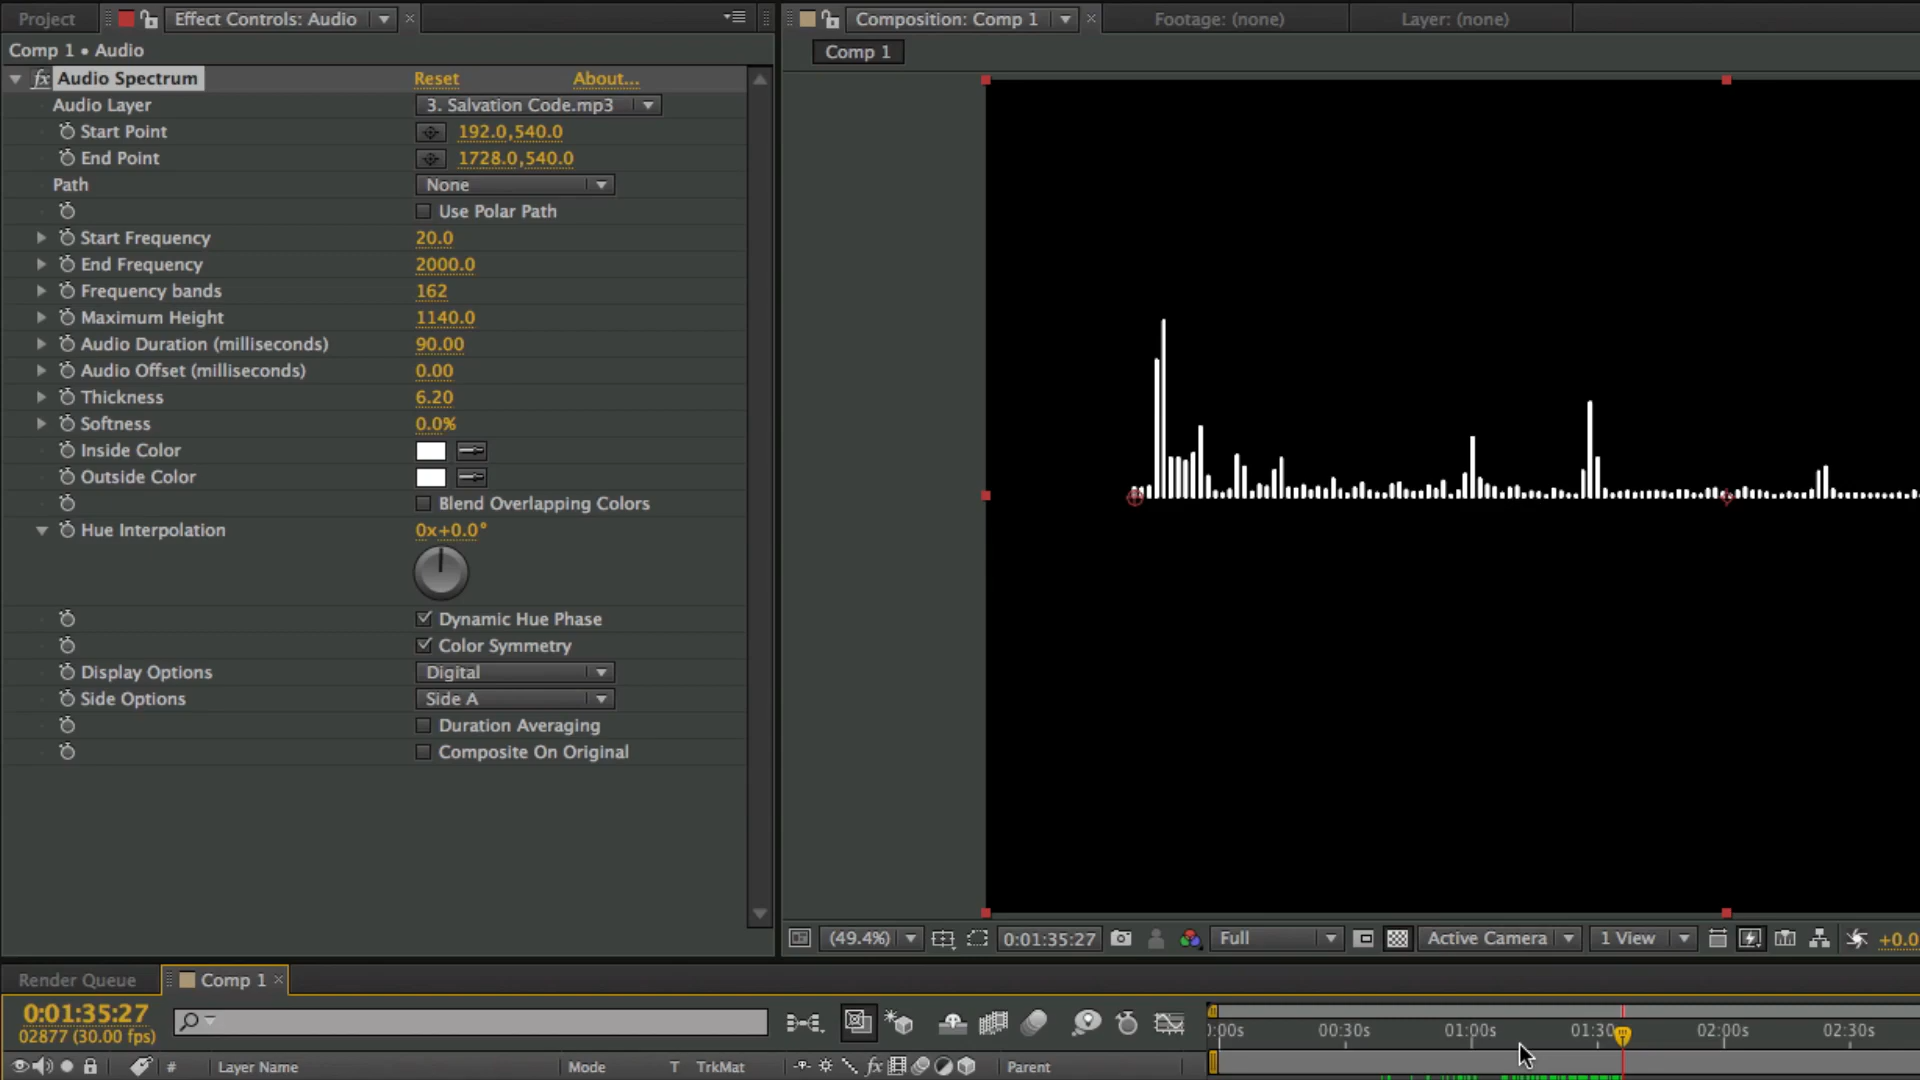 Project
Effect Controls: Audio
Composition: Comp 1
Footage: (none)
Layer: (none)
Comp 1 • Audio
Comp 1
fx Audio Spectrum
Reset
About...
Audio Layer
3. Salvation Code.mp3
Start Point
192.0,540.0
End Point
1728.0,540.0
Path
None
Use Polar Path
Start Frequency
20.0
End Frequency
2000.0
Frequency bands
162
Maximum Height
1140.0
Audio Duration (milliseconds)
90.00
Audio Offset (milliseconds)
0.00
Thickness
6.20
Softness
0.0%
Inside Color
Outside Color
Blend Overlapping Colors
Hue Interpolation
0x+0.0°
Dynamic Hue Phase
Color Symmetry
Display Options
Digital
Side Options
Side A
Duration Averaging
Composite On Original
(49.4%)
0:01:35:27
Full
Active Camera
1 View
+0.0
Render Queue
Comp 1
0:01:35:27
02877 (30.00 fps)
):00s
00:30s
01:00s
01:30s
02:00s
02:30s
#
Layer Name
Mode
T
TrkMat
fx
Parent